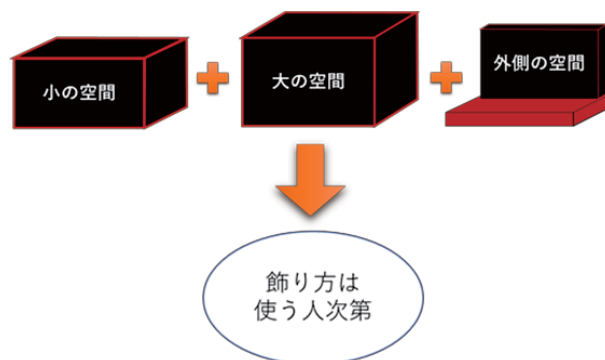 小の空間
大の空間
外側の空間
飾り方は
使う人次第